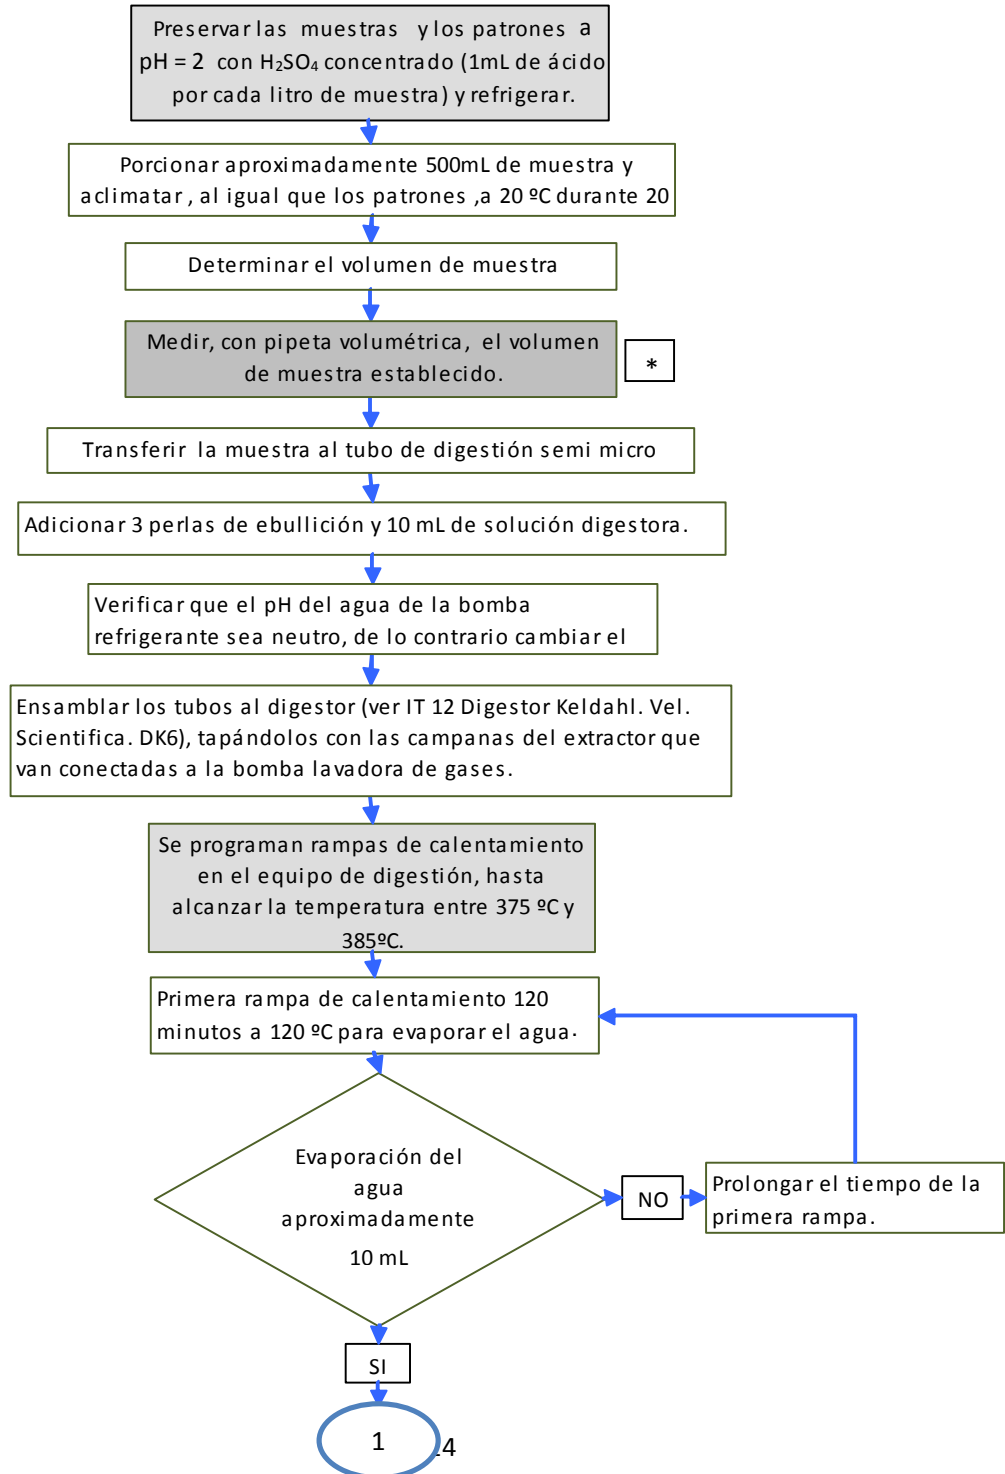 Preservar las muestras y los patrones a
pH = 2 con H₂SO₄ concentrado (1mL de ácido
por cada litro de muestra) y refrigerar.
Porcionar aproximadamente 500mL de muestra y
aclimatar , al igual que los patrones ,a 20 ºC durante 20
Determinar el volumen de muestra
Medir, con pipeta volumétrica, el volumen
de muestra establecido.
*
Transferir la muestra al tubo de digestión semi micro
Adicionar 3 perlas de ebullición y 10 mL de solución digestora.
Verificar que el pH del agua de la bomba
refrigerante sea neutro, de lo contrario cambiar el
Ensamblar los tubos al digestor (ver IT 12 Digestor Keldahl. Vel.
Scientifica. DK6), tapándolos con las campanas del extractor que
van conectadas a la bomba lavadora de gases.
Se programan rampas de calentamiento
en el equipo de digestión, hasta
alcanzar la temperatura entre 375 ºC y
385ºC.
Primera rampa de calentamiento 120
minutos a 120 ºC para evaporar el agua.
Evaporación del
agua
aproximadamente
10 mL
NO
Prolongar el tiempo de la
primera rampa.
SI
1
4